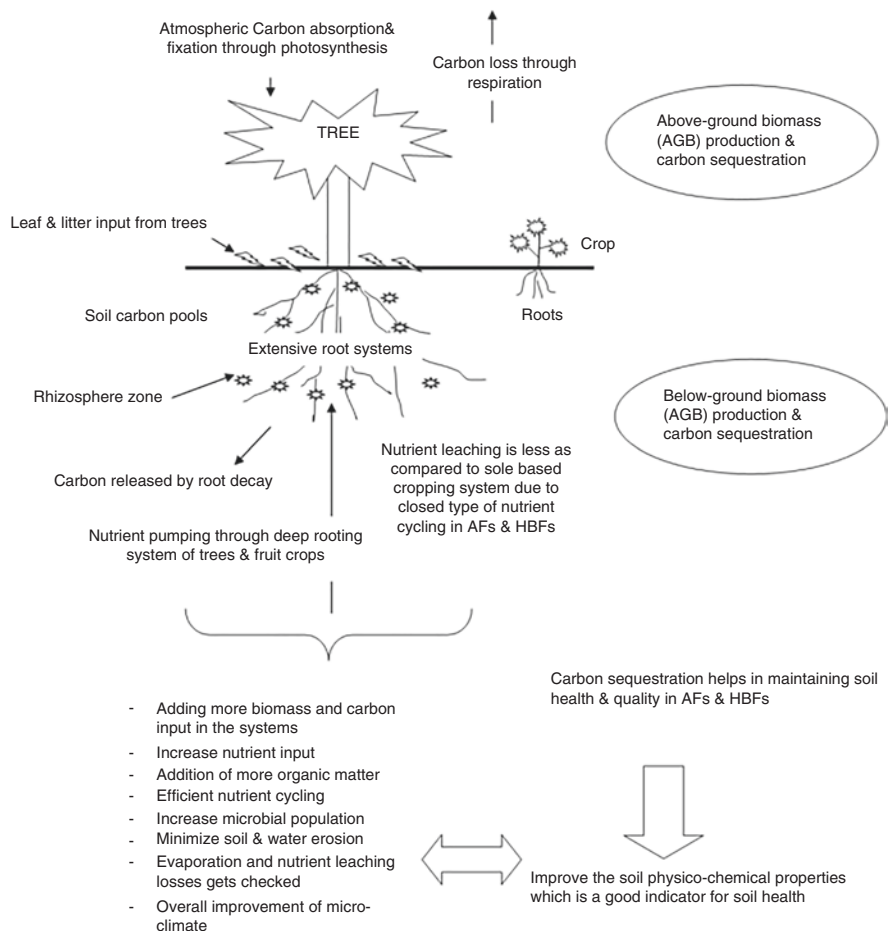 Atmospheric Carbon absorption&
fixation through photosynthesis
Carbon loss through
respiration
TREE
Above-ground biomass
(AGB) production &
carbon sequestration
Leaf & litter input from trees
Crop
Soil carbon pools
Roots
Extensive root systems
Rhizosphere zone
Below-ground biomass
(AGB) production &
carbon sequestration
Nutrient leaching is less as
compared to sole based
cropping system due to
closed type of nutrient
cycling in AFs & HBFs
Carbon released by root decay
Nutrient pumping through deep rooting
system of trees & fruit crops
Carbon sequestration helps in maintaining soil
health & quality in AFs & HBFs
- Adding more biomass and carbon
input in the systems
- Increase nutrient input
- Addition of more organic matter
- Efficient nutrient cycling
- Increase microbial population
- Minimize soil & water erosion
- Evaporation and nutrient leaching
losses gets checked
- Overall improvement of micro-
climate
Improve the soil physico-chemical properties
which is a good indicator for soil health